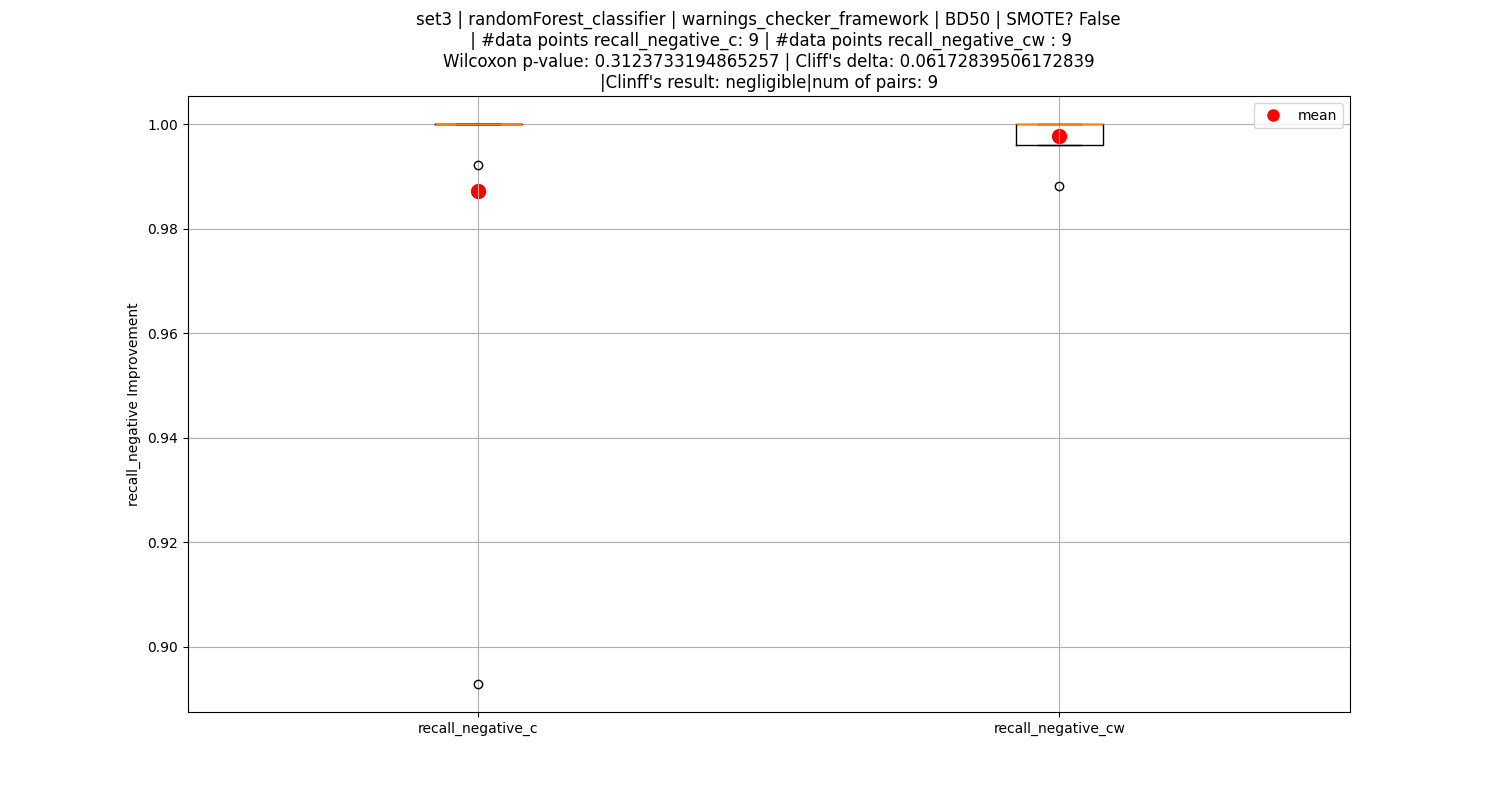 set3 | randomForest_classifier | warnings_checker_framework | BD50 | SMOTE? False
| #data points recall_negative_c: 9 | #data points recall_negative_cw : 9
Wilcoxon p-value: 0.3123733194865257 | Cliff's delta: 0.06172839506172839
|Clinff's result: negligible|num of pairs: 9
mean
1.00
0.98
0.96
0.94
0.92
0.90
recall_negative Improvement
recall_negative_c
recall_negative_cw